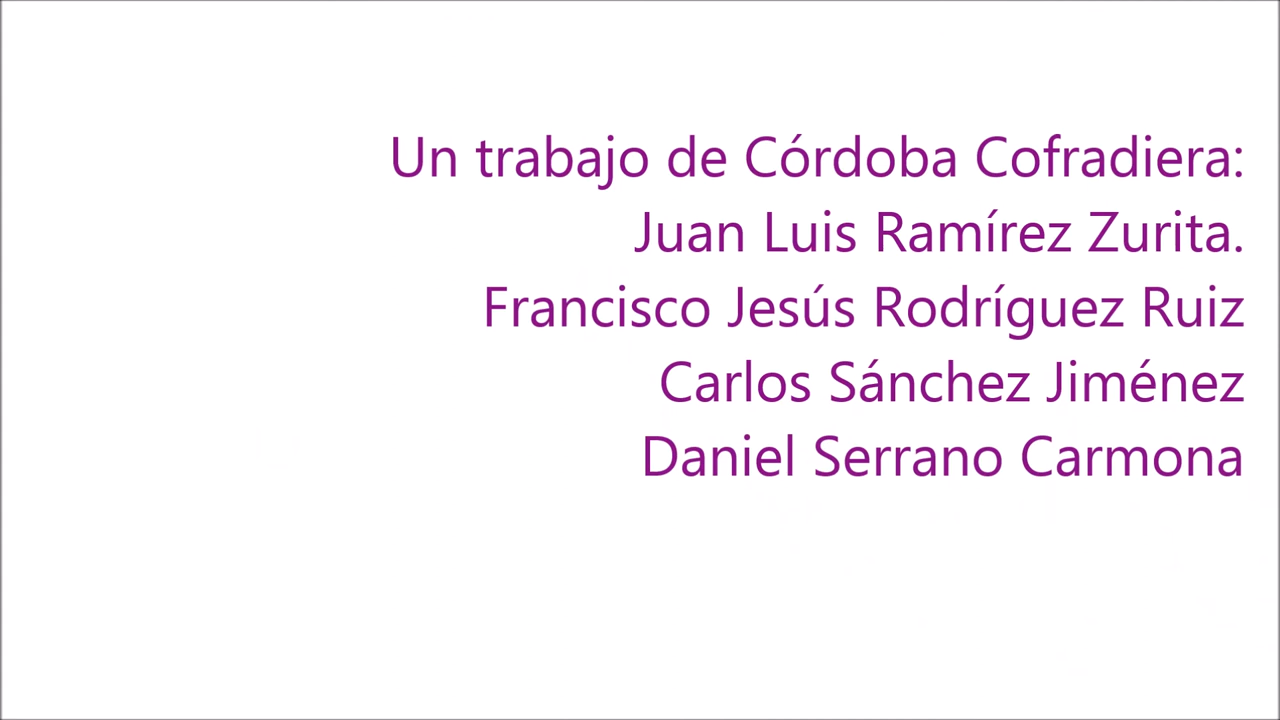 Un trabajo de Córdoba Cofradiera:
Juan Luis Ramírez Zurita.
Francisco Jesús Rodríguez Ruiz
Carlos Sánchez Jiménez
Daniel Serrano Carmona